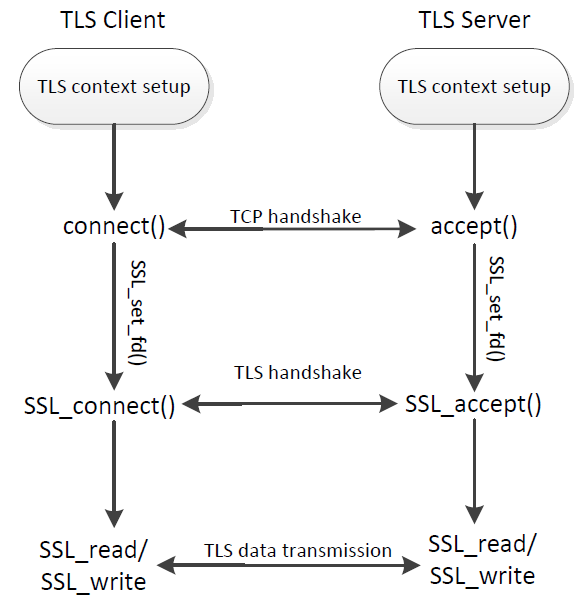 TLS Client
TLS Server
TLS context setup
TLS context setup
TCP handshake
connect()
accept()
SSL_set_fd()
SSL_set_fd()
TLS handshake
SSL_connect()
SSL_accept()
SSL_read/
SSL_write
TLS data transmission
SSL_read/
SSL_write